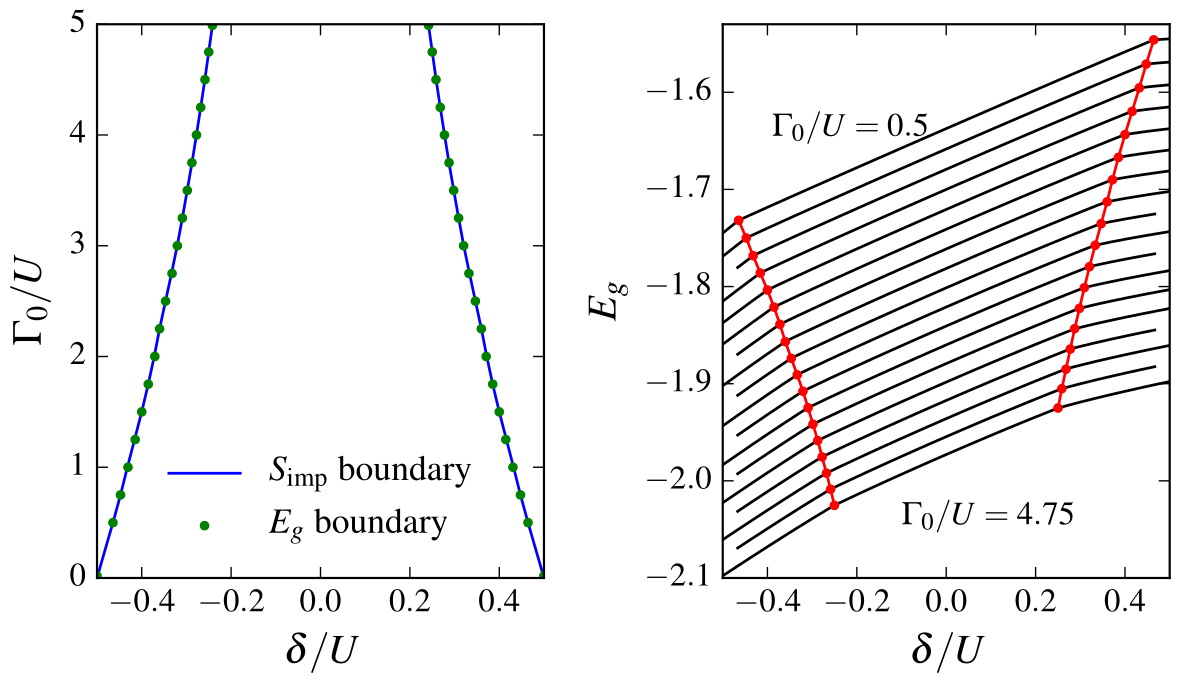 5
4
3
2
1
0
Γ₀/U
−0.4 −0.2 0.0 0.2 0.4
δ/U
S_imp boundary
E_g boundary
−1.6
−1.7
−1.8
−1.9
−2.0
−2.1
E_g
Γ₀/U = 0.5
Γ₀/U = 4.75
−0.4 −0.2 0.0 0.2 0.4
δ/U